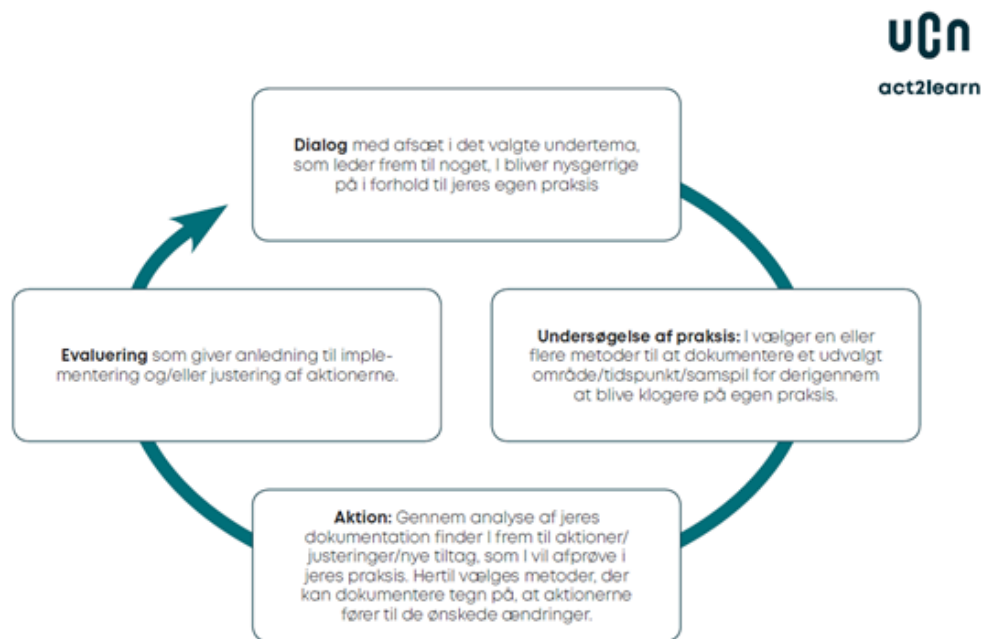 ucn
act2learn
Dialog med afsæt i det valgte undertema,
som leder frem til noget, I bliver nysgerrige
på i forhold til jeres egen praksis
Evaluering som giver anledning til imple-
mentering og/eller justering af aktionerne.
Undersøgelse af praksis: I vælger en eller
flere metoder til at dokumentere et udvalgt
område/tidspunkt/samspil for derigennem
at blive klogere på egen praksis.
Aktion: Gennem analyse af jeres
dokumentation finder I frem til aktioner/
justeringer/nye tiltag, som I vil afprøve i
jeres praksis. Hertil vælges metoder, der
kan dokumentere tegn på, at aktionerne
fører til de ønskede ændringer.